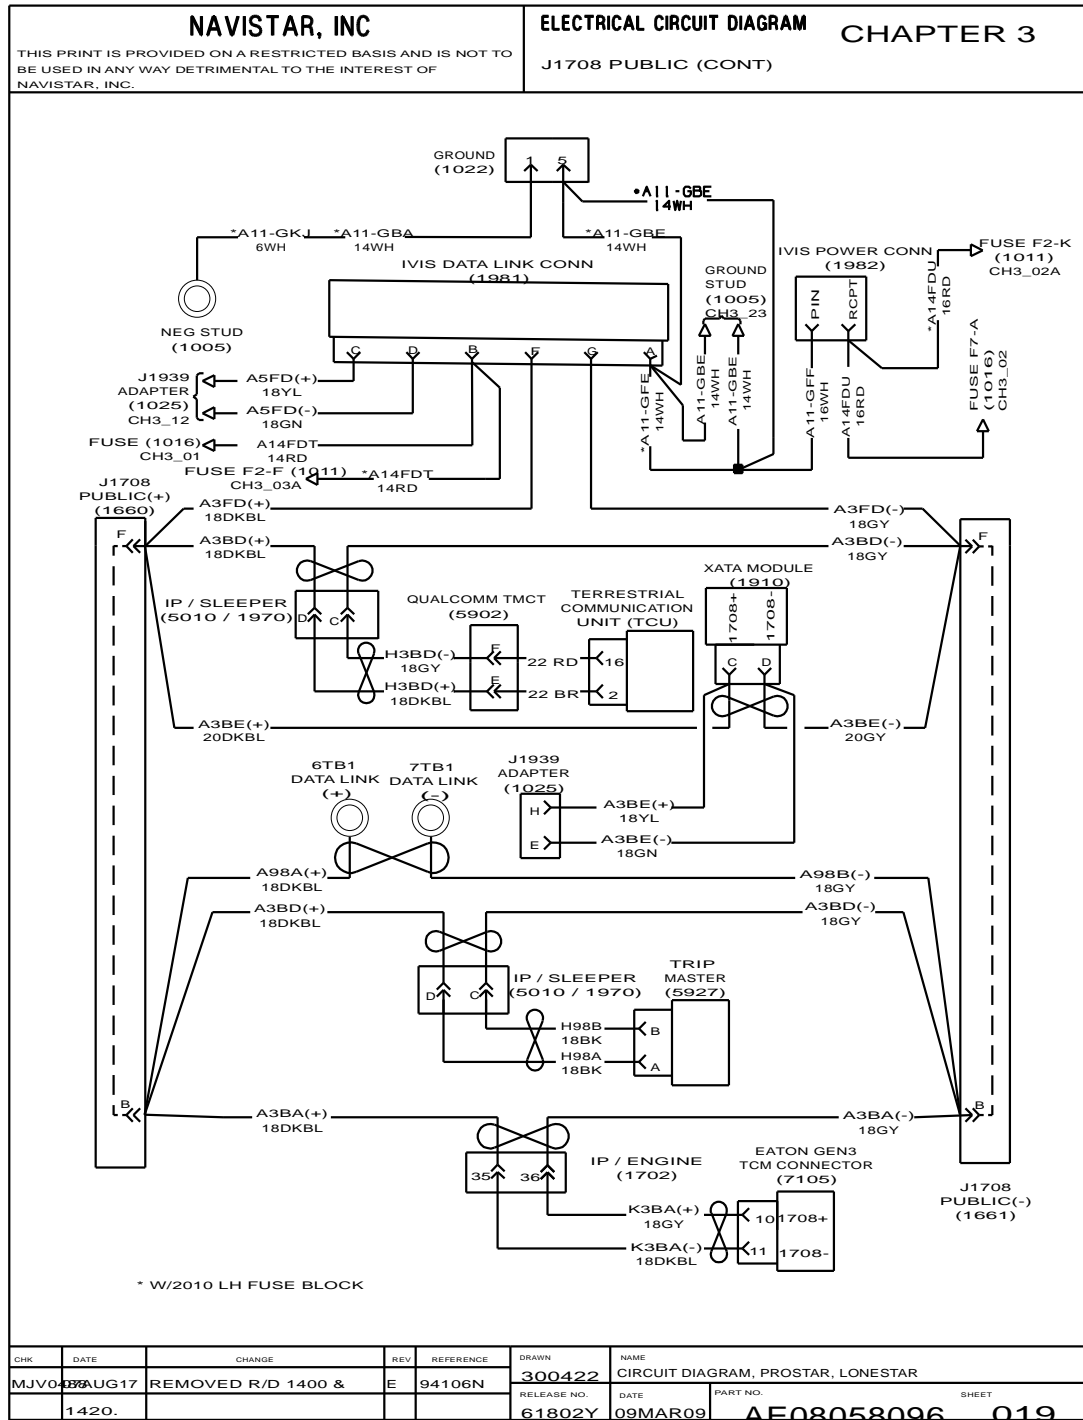 NAVISTAR, INC
THIS PRINT IS PROVIDED ON A RESTRICTED BASIS AND IS NOT TO
BE USED IN ANY WAY DETRIMENTAL TO THE INTEREST OF
NAVISTAR, INC.
ELECTRICAL CIRCUIT DIAGRAM
CHAPTER 3
J1708 PUBLIC (CONT)
GROUND
(1022)
1 5
*A11-GBE
14WH
*A11-GKJ
6WH
*A11-GBA
14WH
*A11-GBE
14WH
NEG STUD
(1005)
IVIS DATA LINK CONN
(1981)
C D B F G A
GROUND
STUD
(1005)
CH3_23
IVIS POWER CONN
(1982)
PIN
RCPT
*A14FDU
16RD
FUSE F2-K
(1011)
CH3_02A
FUSE F7-A
(1016)
CH3_02
*A11-GFE
14WH
A11-GBE
14WH
A11-GBE
14WH
A11-GFF
16WH
A14FDU
16RD
J1939
ADAPTER
(1025)
CH3_12
A5FD(+)
18YL
A5FD(-)
18GN
FUSE (1016)
CH3_01
A14FDT
14RD
FUSE F2-F (1011)
CH3_03A
*A14FDT
14RD
J1708
PUBLIC(+)
(1660)
F
A3FD(+)
18DKBL
A3BD(+)
18DKBL
A3FD(-)
18GY
A3BD(-)
18GY
F
IP / SLEEPER
(5010 / 1970)
D C
QUALCOMM TMCT
(5902)
F
E
TERRESTRIAL
COMMUNICATION
UNIT (TCU)
XATA MODULE
(1910)
1708+
1708-
C D
H3BD(-)
18GY
H3BD(+)
18DKBL
22 RD
22 BR
16
2
A3BE(+)
20DKBL
A3BE(-)
20GY
6TB1
DATA LINK
(+)
7TB1
DATA LINK
(-)
J1939
ADAPTER
(1025)
H
E
A3BE(+)
18YL
A3BE(-)
18GN
A98A(+)
18DKBL
A98B(-)
18GY
A3BD(+)
18DKBL
A3BD(-)
18GY
D C
IP / SLEEPER
(5010 / 1970)
TRIP
MASTER
(5927)
H98B
18BK
H98A
18BK
B
A
B
A3BA(+)
18DKBL
A3BA(-)
18GY
B
35 36
IP / ENGINE
(1702)
EATON GEN3
TCM CONNECTOR
(7105)
K3BA(+)
18GY
K3BA(-)
18DKBL
10 1708+
11 1708-
J1708
PUBLIC(-)
(1661)
* W/2010 LH FUSE BLOCK
CHK DATE CHANGE REV REFERENCE DRAWN NAME
07AUG17 REMOVED R/D 1400 & E 94106N 300422 CIRCUIT DIAGRAM, PROSTAR, LONESTAR
1420.
RELEASE NO. DATE PART NO. SHEET
61802Y 09MAR09 AE08058096 019